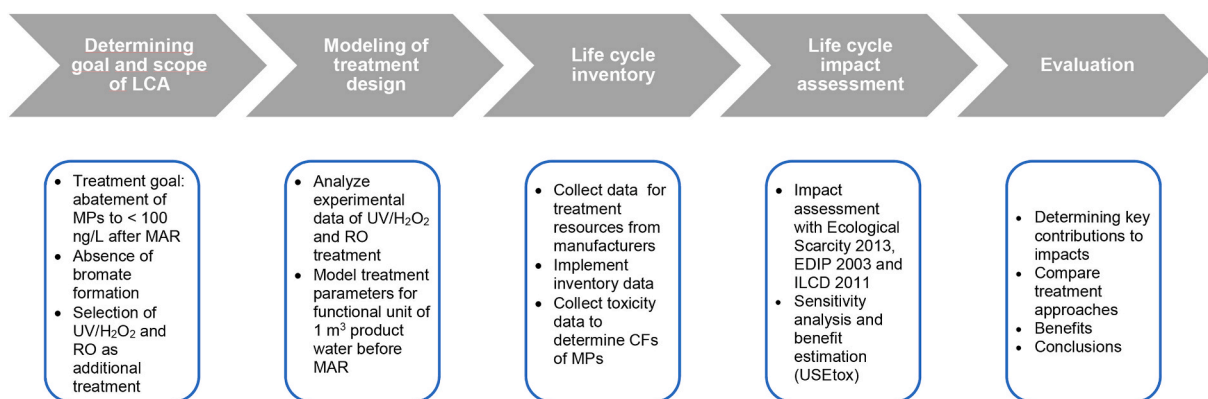 Determining
goal and scope
of LCA
Modeling of
treatment
design
Life cycle
inventory
Life cycle
impact
assessment
Evaluation
• Treatment goal:
abatement of
MPs to < 100
ng/L after MAR
• Absence of
bromate
formation
• Selection of
UV/H₂O₂ and
RO as
additional
treatment
• Analyze
experimental
data of UV/H₂O₂
and RO
treatment
• Model treatment
parameters for
functional unit of
1 m³ product
water before
MAR
• Collect data for
treatment
resources from
manufacturers
• Implement
inventory data
• Collect toxicity
data to
determine CFs
of MPs
• Impact
assessment
with Ecological
Scarcity 2013,
EDIP 2003 and
ILCD 2011
• Sensitivity
analysis and
benefit
estimation
(USEtox)
• Determining key
contributions to
impacts
• Compare
treatment
approaches
• Benefits
• Conclusions